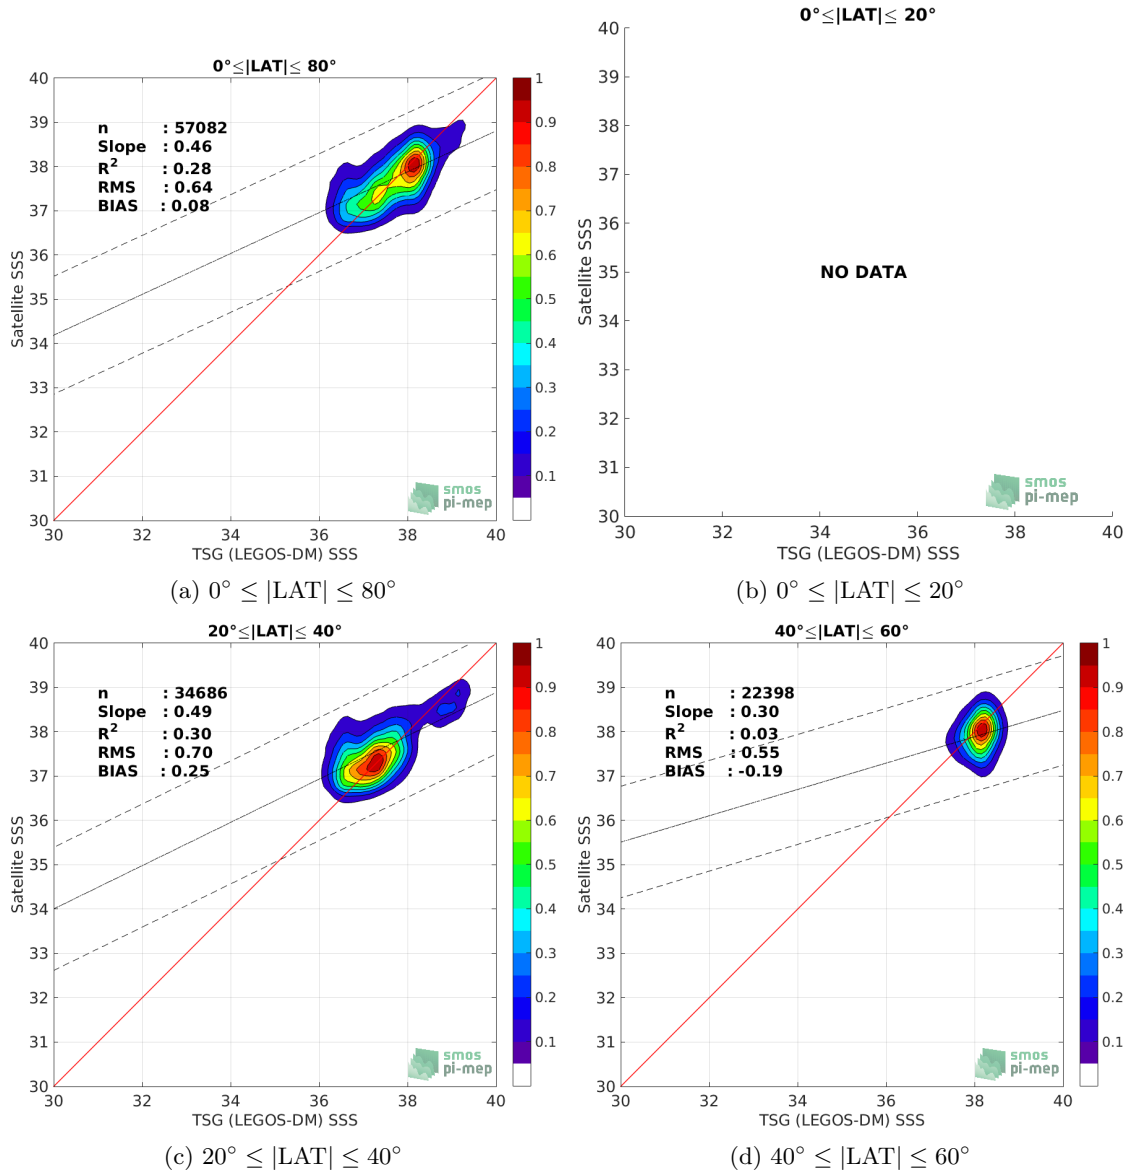 0°≤|LAT|≤ 80°
40
39
38
37
36
35
34
33
32
31
30
Satellite SSS
n : 57082
Slope : 0.46
R² : 0.28
RMS : 0.64
BIAS : 0.08
1
0.9
0.8
0.7
0.6
0.5
0.4
0.3
0.2
0.1
smos
pi-mep
30 32 34 36 38 40
TSG (LEGOS-DM) SSS
(a) 0° ≤ |LAT| ≤ 80°
0°≤|LAT|≤ 20°
40
39
38
37
36
35
34
33
32
31
30
Satellite SSS
NO DATA
smos
pi-mep
30 32 34 36 38 40
TSG (LEGOS-DM) SSS
(b) 0° ≤ |LAT| ≤ 20°
20°≤|LAT|≤ 40°
40
39
38
37
36
35
34
33
32
31
30
Satellite SSS
n : 34686
Slope : 0.49
R² : 0.30
RMS : 0.70
BIAS : 0.25
1
0.9
0.8
0.7
0.6
0.5
0.4
0.3
0.2
0.1
smos
pi-mep
30 32 34 36 38 40
TSG (LEGOS-DM) SSS
(c) 20° ≤ |LAT| ≤ 40°
40°≤|LAT|≤ 60°
40
39
38
37
36
35
34
33
32
31
30
Satellite SSS
n : 22398
Slope : 0.30
R² : 0.03
RMS : 0.55
BIAS : -0.19
1
0.9
0.8
0.7
0.6
0.5
0.4
0.3
0.2
0.1
smos
pi-mep
30 32 34 36 38 40
TSG (LEGOS-DM) SSS
(d) 40° ≤ |LAT| ≤ 60°